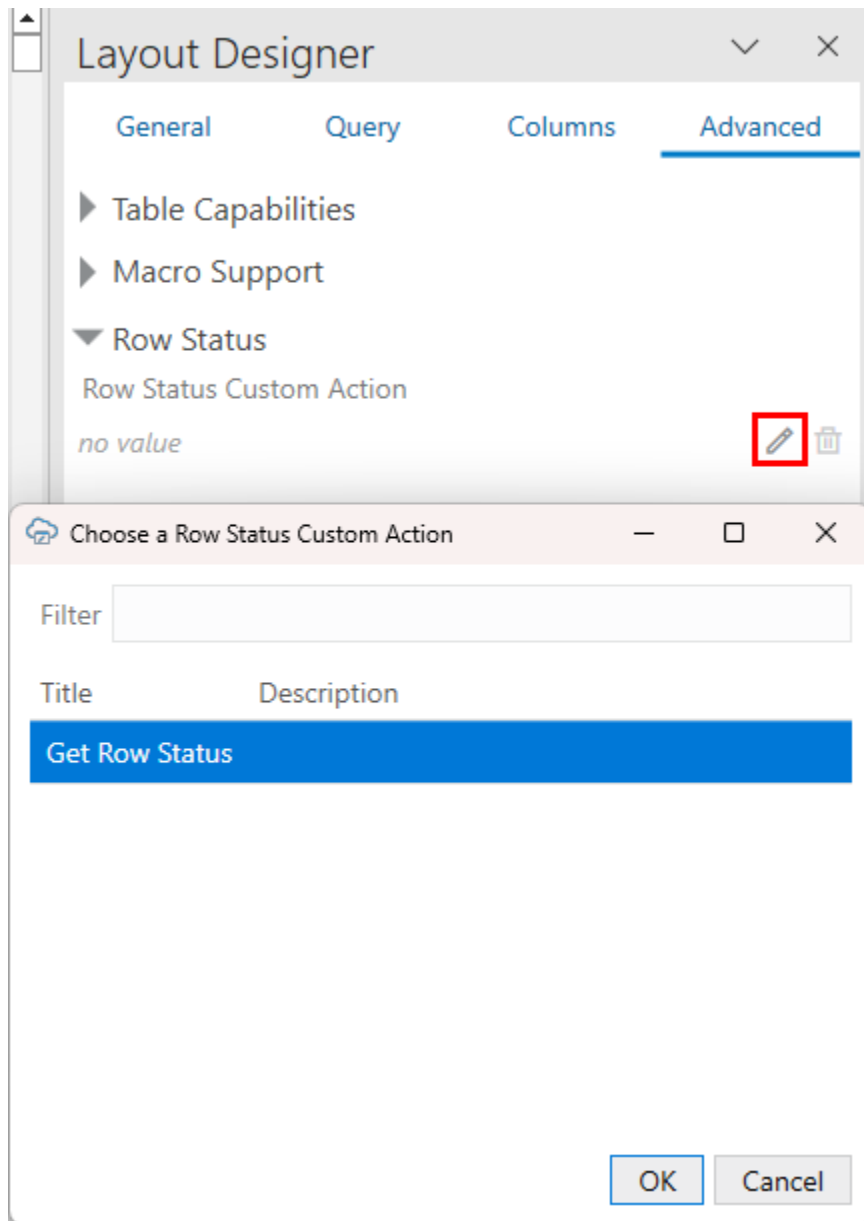 Layout Designer
General Query Columns Advanced
Table Capabilities
Macro Support
Row Status
Row Status Custom Action
no value
Choose a Row Status Custom Action
Filter
Title Description
Get Row Status
OK Cancel